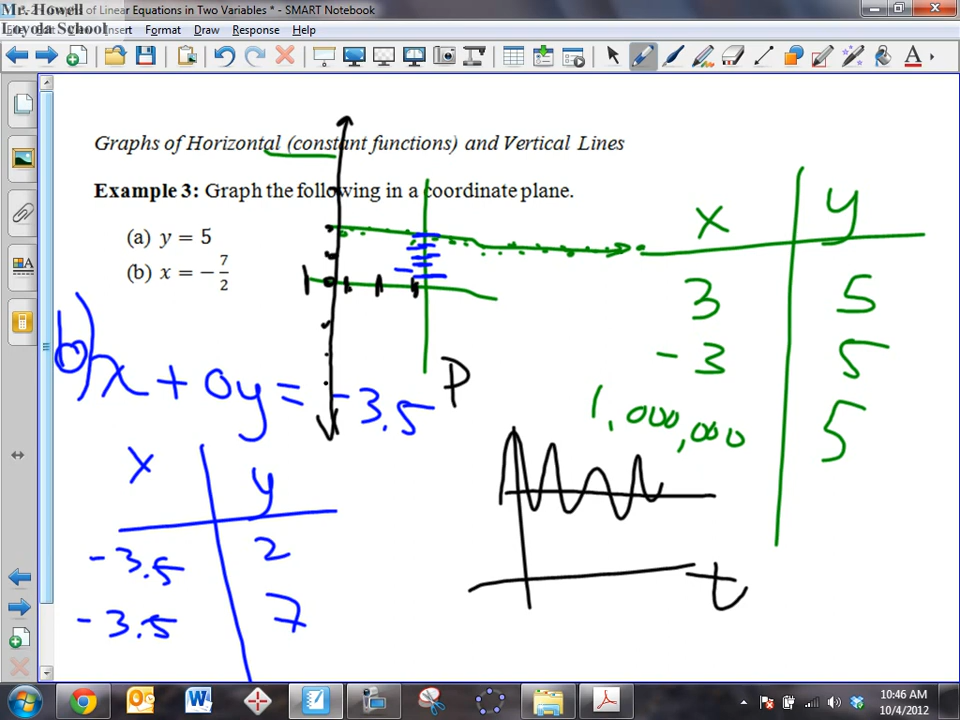 Mr. Howell
Loyola School
of Linear Equations in Two Variables * - SMART Notebook
Insert Format Draw Response Help
Graphs of Horizontal (constant functions) and Vertical Lines
Example 3: Graph the following in a coordinate plane.
(a) y = 5
(b) x = -7/2
x y
3 5
-3 5
1,000,000 5
b) x + 0y = -3.5
P
t
x y
-3.5 2
-3.5 7
10:46 AM
10/4/2012